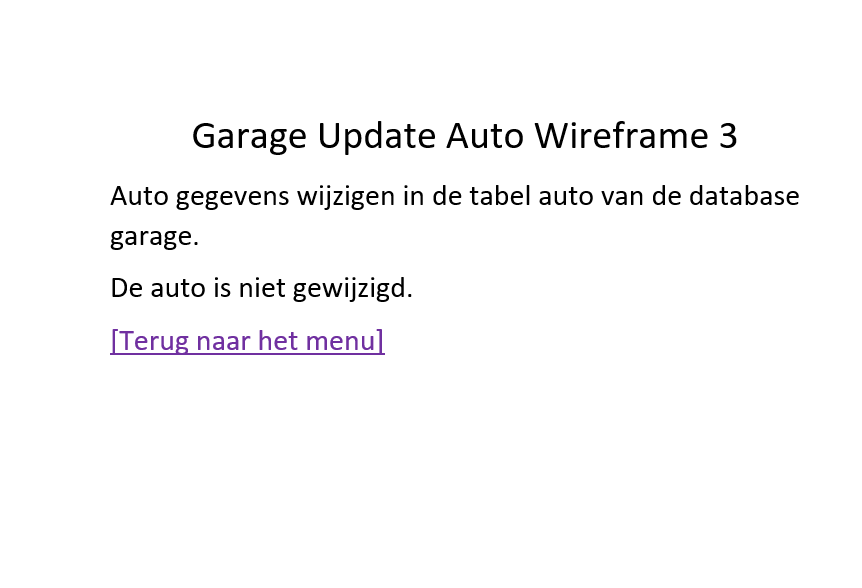 Garage Update Auto Wireframe 3
Auto gegevens wijzigen in de tabel auto van de database
garage.
De auto is niet gewijzigd.
[Terug naar het menu]